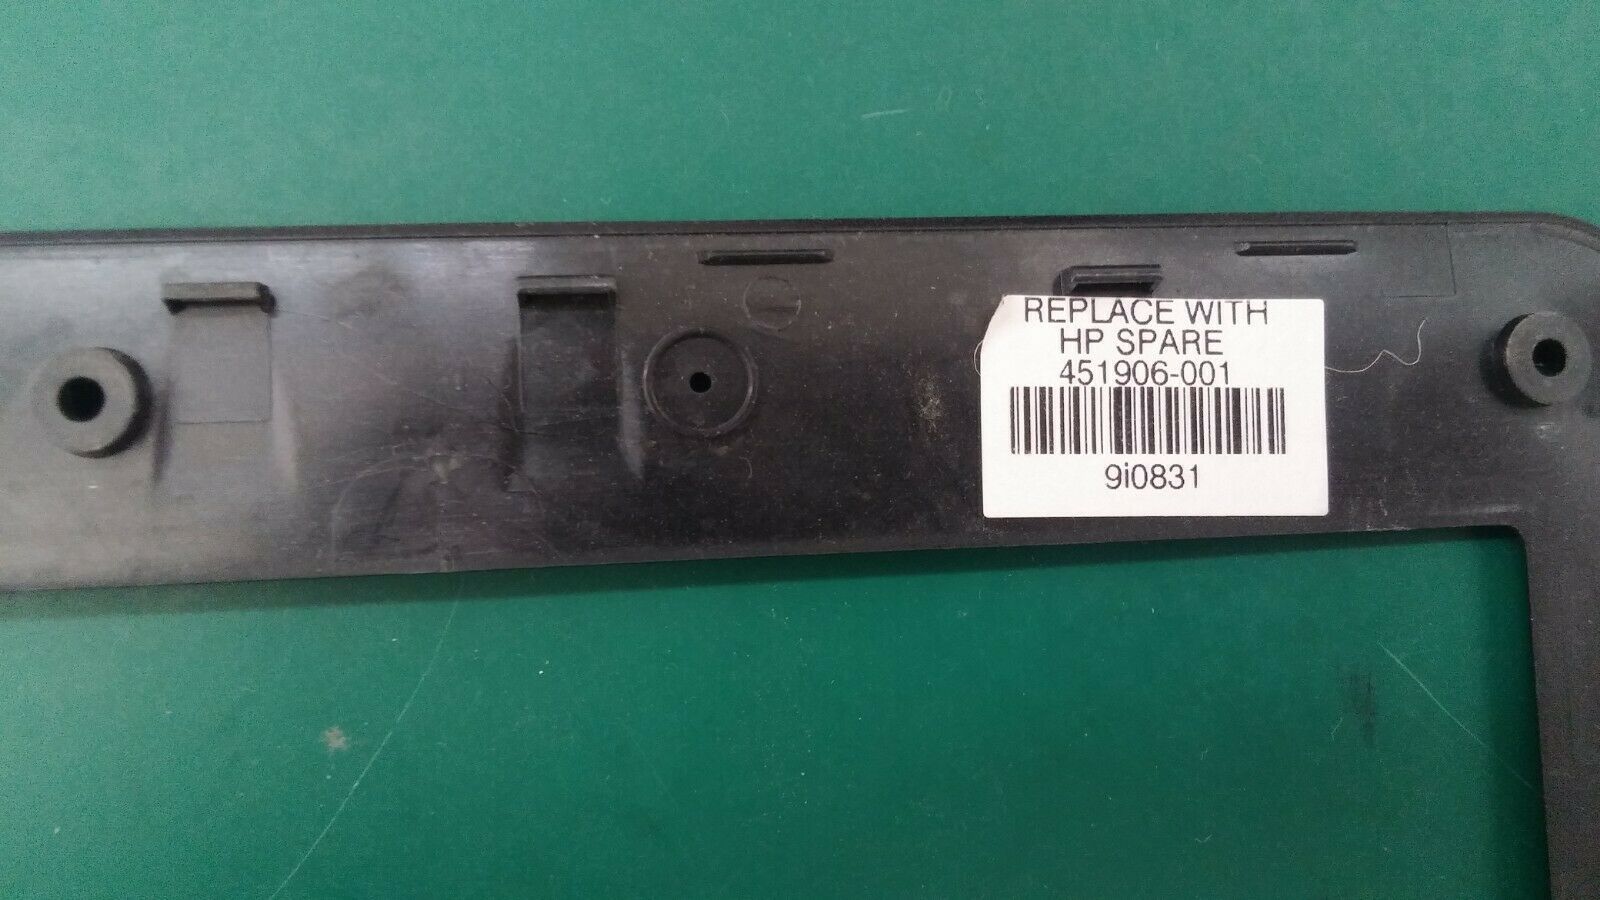 REPLACE WITH
HP SPARE
451906-001
9i0831